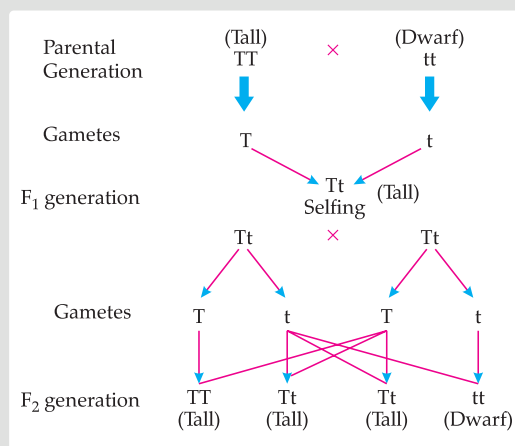 (Tall) (Dwarf)
Parental TT × tt
Generation
Gametes T t
F₁ generation Tt (Tall)
Selfing
Tt × Tt
Gametes T t T t
F₂ generation TT Tt Tt tt
(Tall) (Tall) (Tall) (Dwarf)